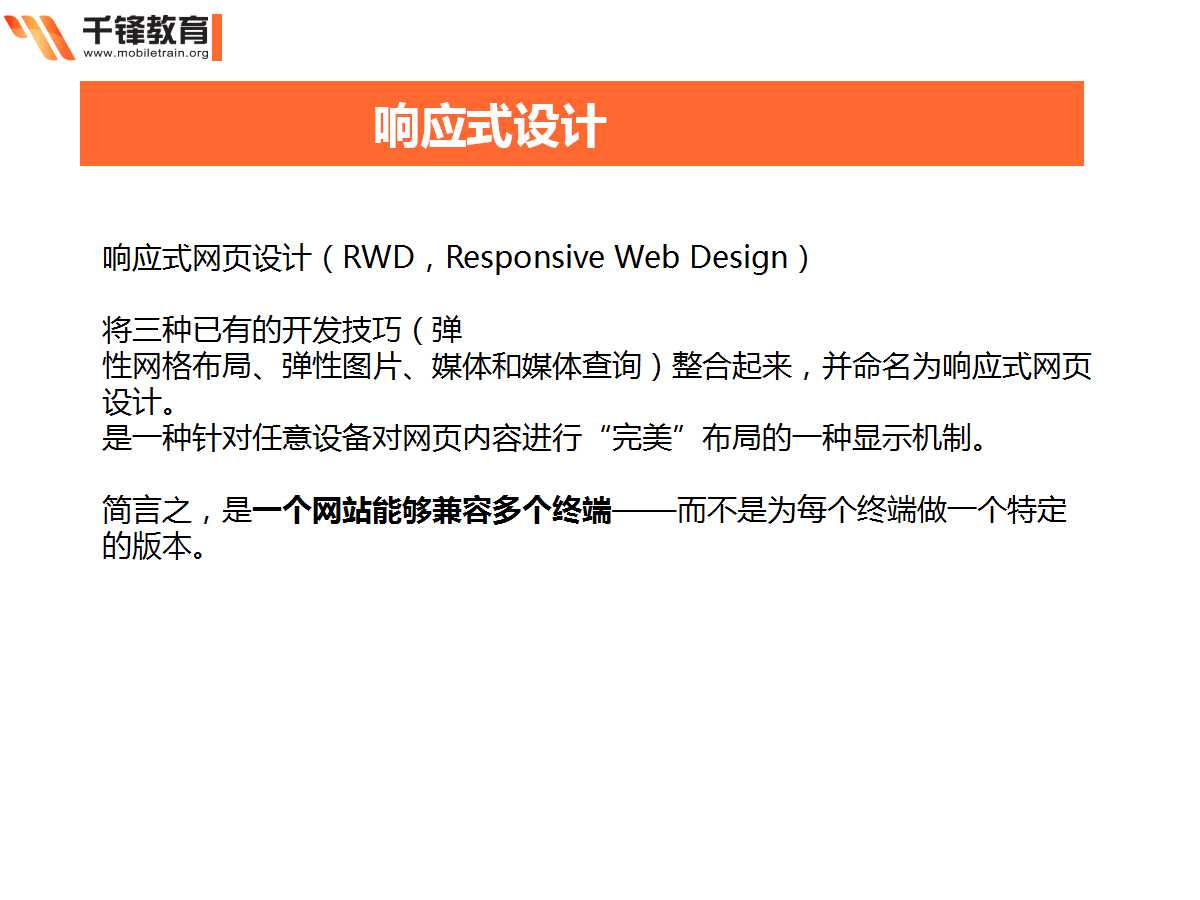 千锋教育
www.mobiletrain.org
响应式设计
响应式网页设计（RWD，Responsive Web Design）
将三种已有的开发技巧（弹
性网格布局、弹性图片、媒体和媒体查询）整合起来，并命名为响应式网页
设计。
是一种针对任意设备对网页内容进行“完美”布局的一种显示机制。
简言之，是一个网站能够兼容多个终端——而不是为每个终端做一个特定
的版本。